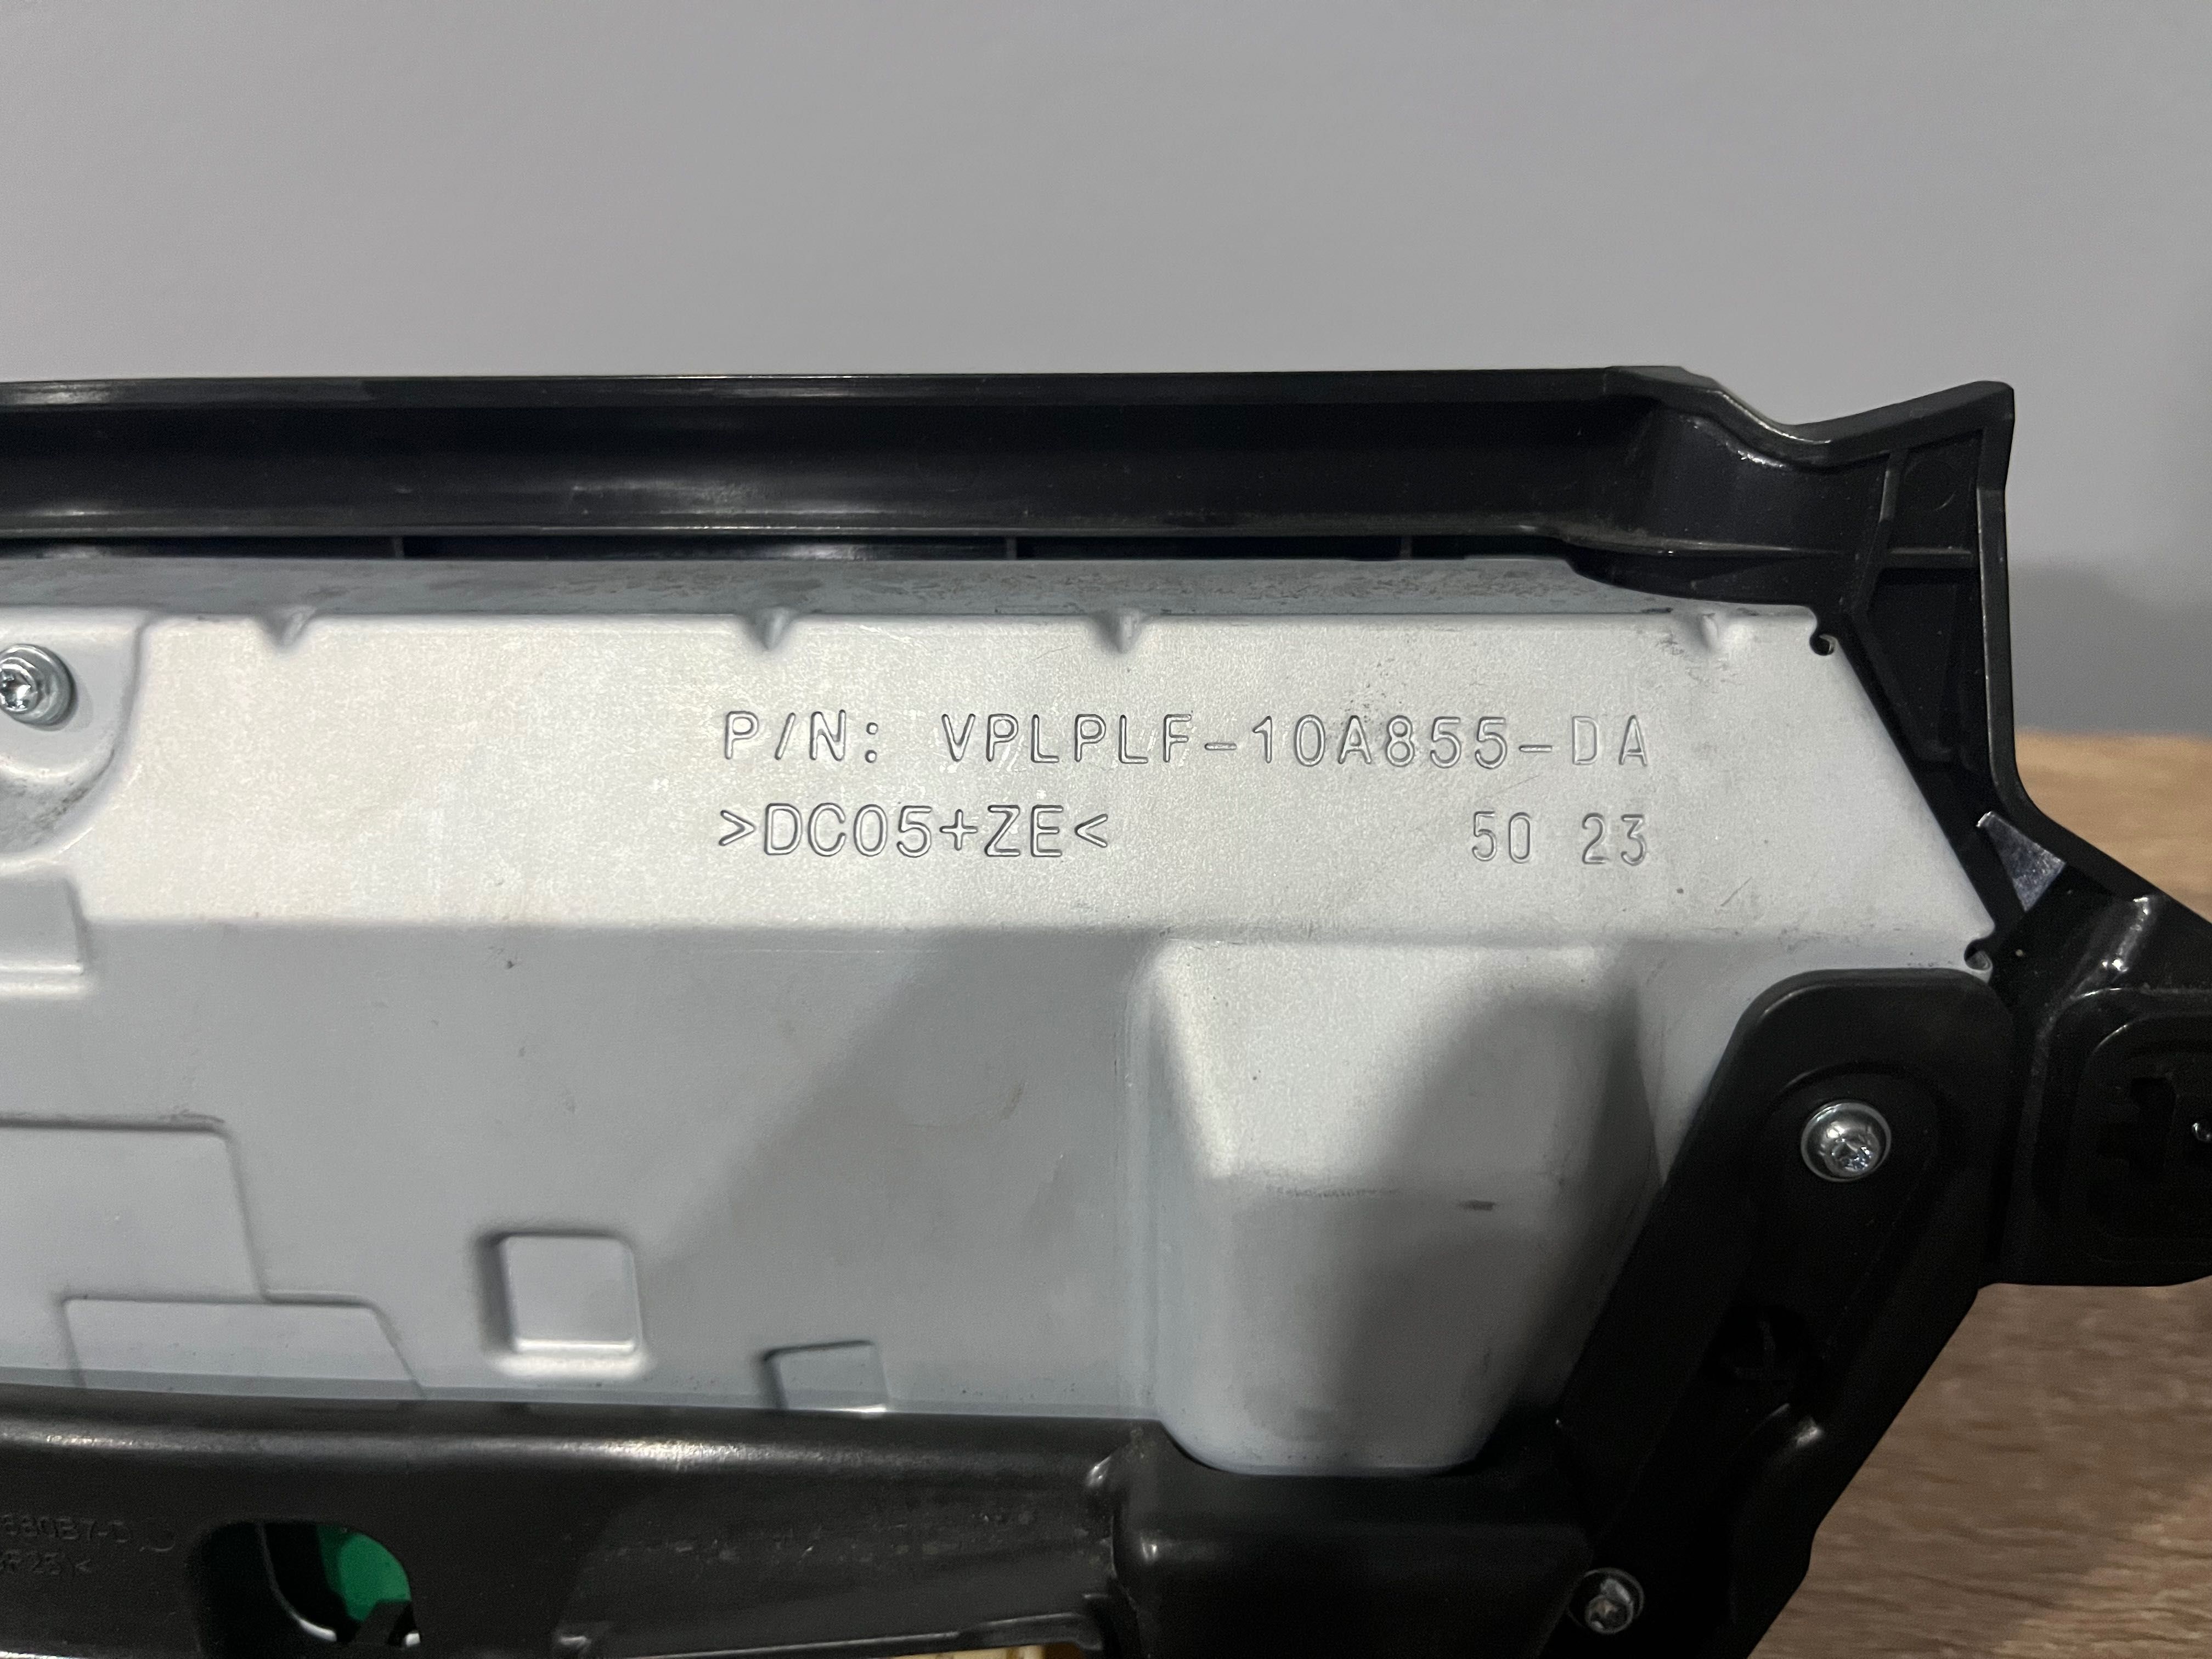 P/N: VPLPLF-10A855-DA
>DC05+ZE< 50 23